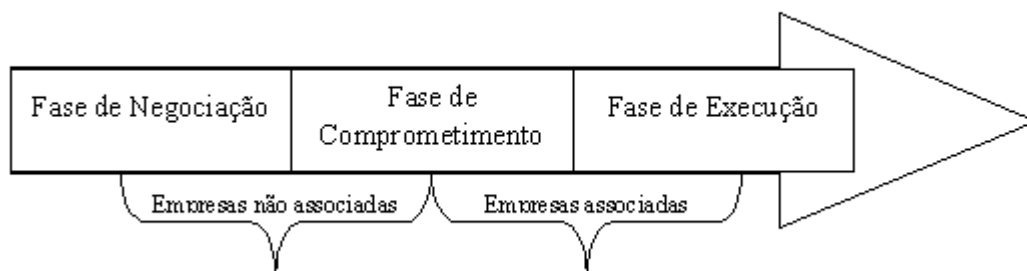 Fase de Negociação
Fase de
Comprometimento
Fase de Execução
Empresas não associadas
Empresas associadas